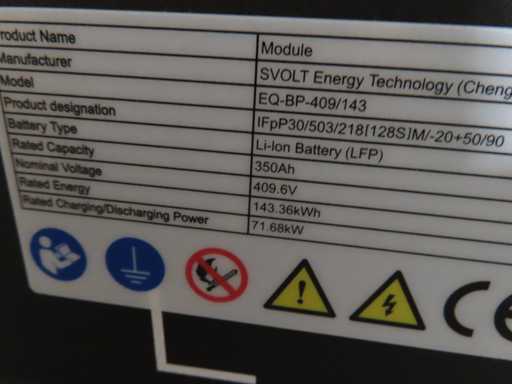 roduct Name Module
Manufacturer SVOLT Energy Technology (Cheng
Model EQ-BP-409/143
Product designation IFpP30/503/218[128S]M/-20+50/90
Battery Type Li-Ion Battery (LFP)
Rated Capacity 350Ah
Nominal Voltage 409.6V
Rated Energy 143.36kWh
Rated Charging/Discharging Power 71.68kW
CE